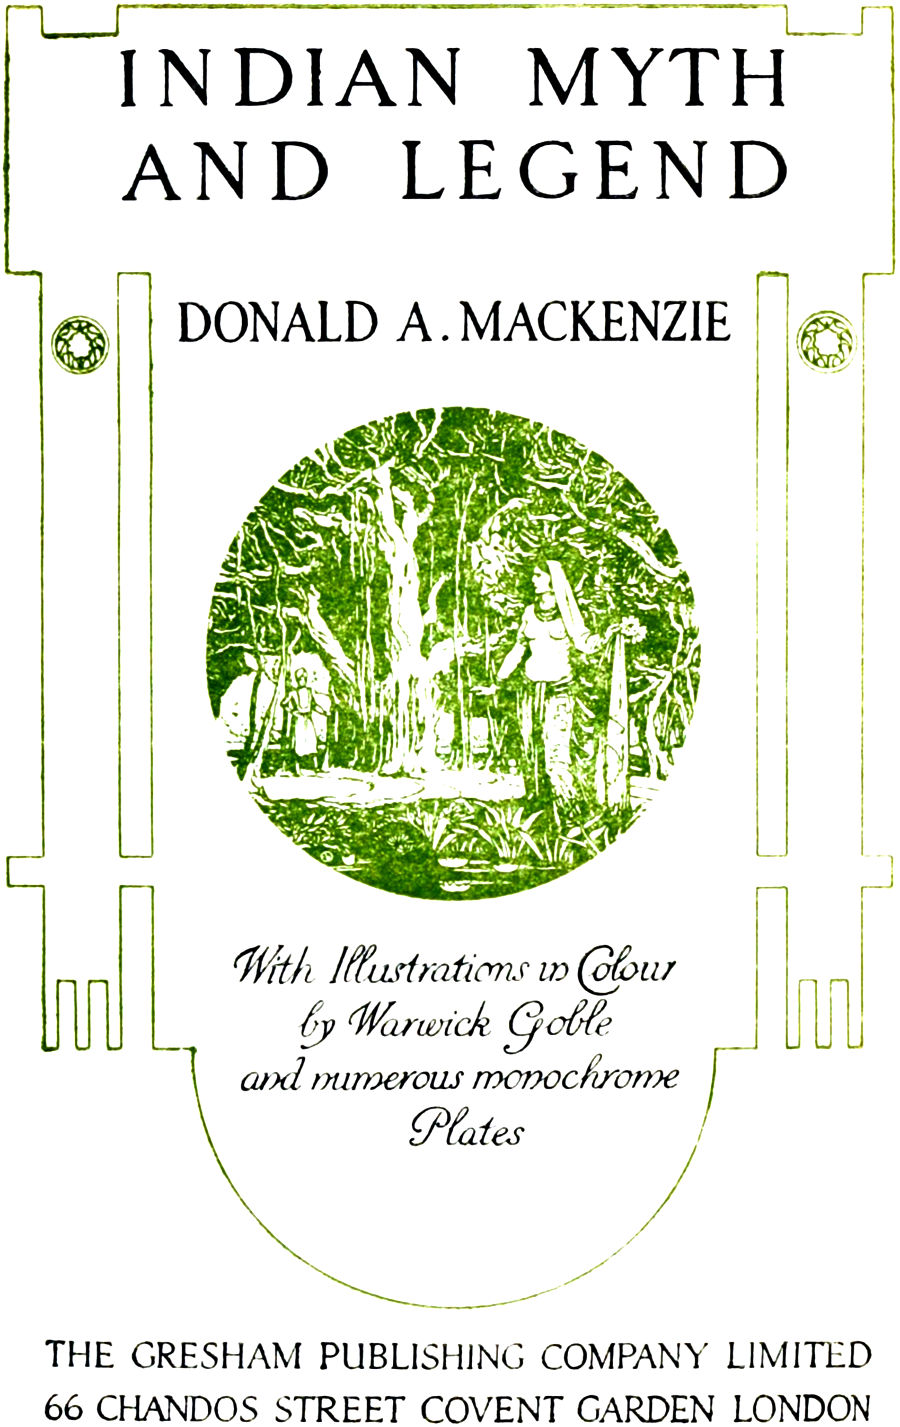 INDIAN MYTH
AND LEGEND
DONALD A. MACKENZIE
With Illustrations in Colour
by Warwick Goble
and numerous monochrome
Plates
THE GRESHAM PUBLISHING COMPANY LIMITED
66 CHANDOS STREET COVENT GARDEN LONDON